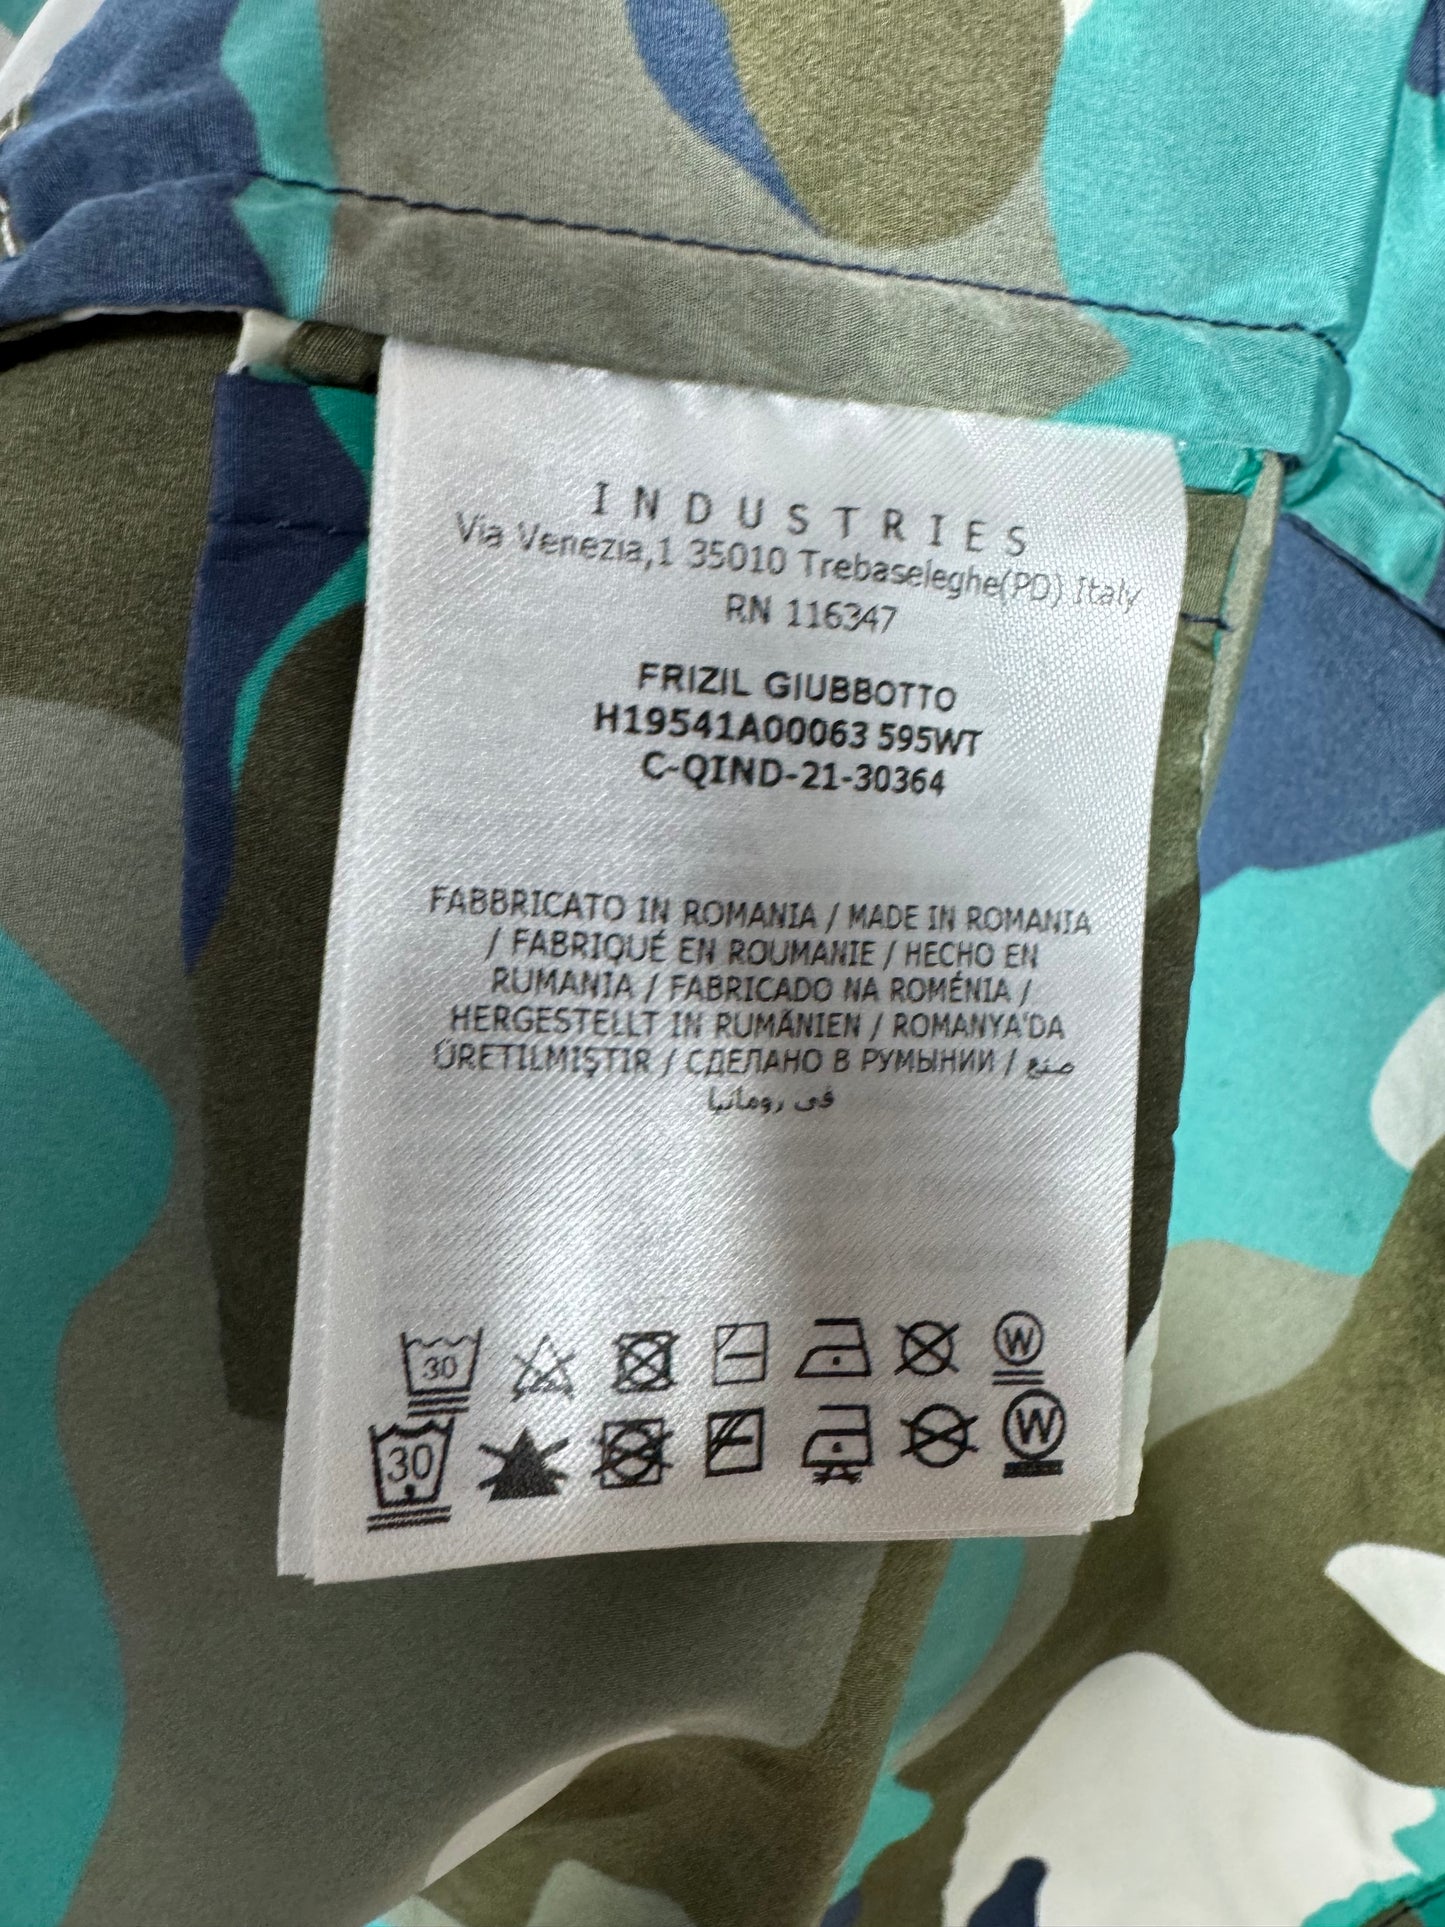 INDUSTRIES
Via Venezia,1 35010 Trebaseleghe(PD) Italy
RN 116347
FRIZIL GIUBBOTTO
H19541A00063 595WT
C-QIND-21-30364
FABBRICATO IN ROMANIA / MADE IN ROMANIA
/ FABRIQUÉ EN ROUMANIE / HECHO EN
RUMANIA / FABRICADO NA ROMÉNIA /
HERGESTELLT IN RUMÄNIEN / ROMANYA'DA
ÜRETILMIŞTIR / СДЕЛАНО В РУМЫНИИ / صنع
في رومانيا
30 W
30 W